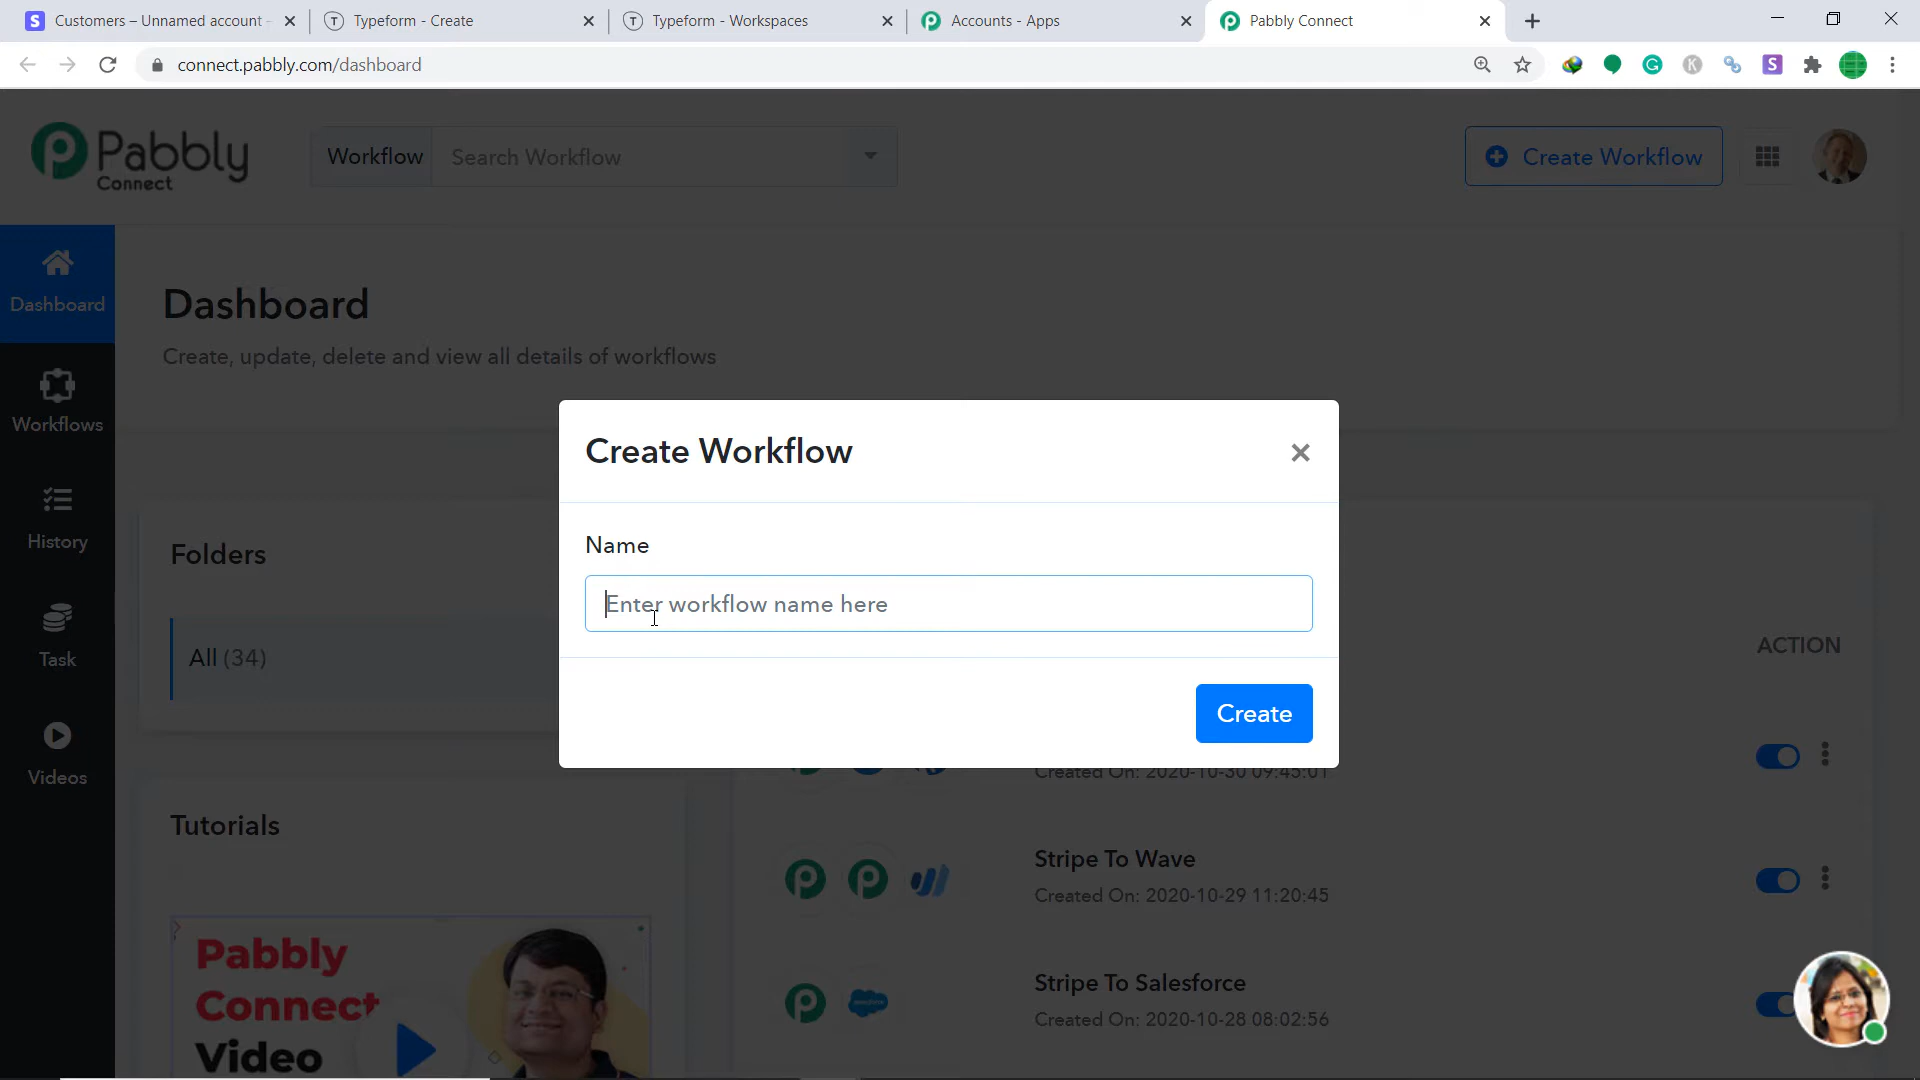 Customers – Unnamed account -
Typeform - Create
Typeform - Workspaces
Accounts - Apps
Pabbly Connect
connect.pabbly.com/dashboard
Pabbly
Connect
Workflow
Search Workflow
Create Workflow
Dashboard
Workflows
History
Task
Videos
Dashboard
Create, update, delete and view all details of workflows
Create Workflow
Name
Enter workflow name here
Create
Folders
All (34)
Tutorials
Pabbly
Connect
Video
ACTION
Created On: 2020-10-30 09:45:01
Stripe To Wave
Created On: 2020-10-29 11:20:45
Stripe To Salesforce
Created On: 2020-10-28 08:02:56